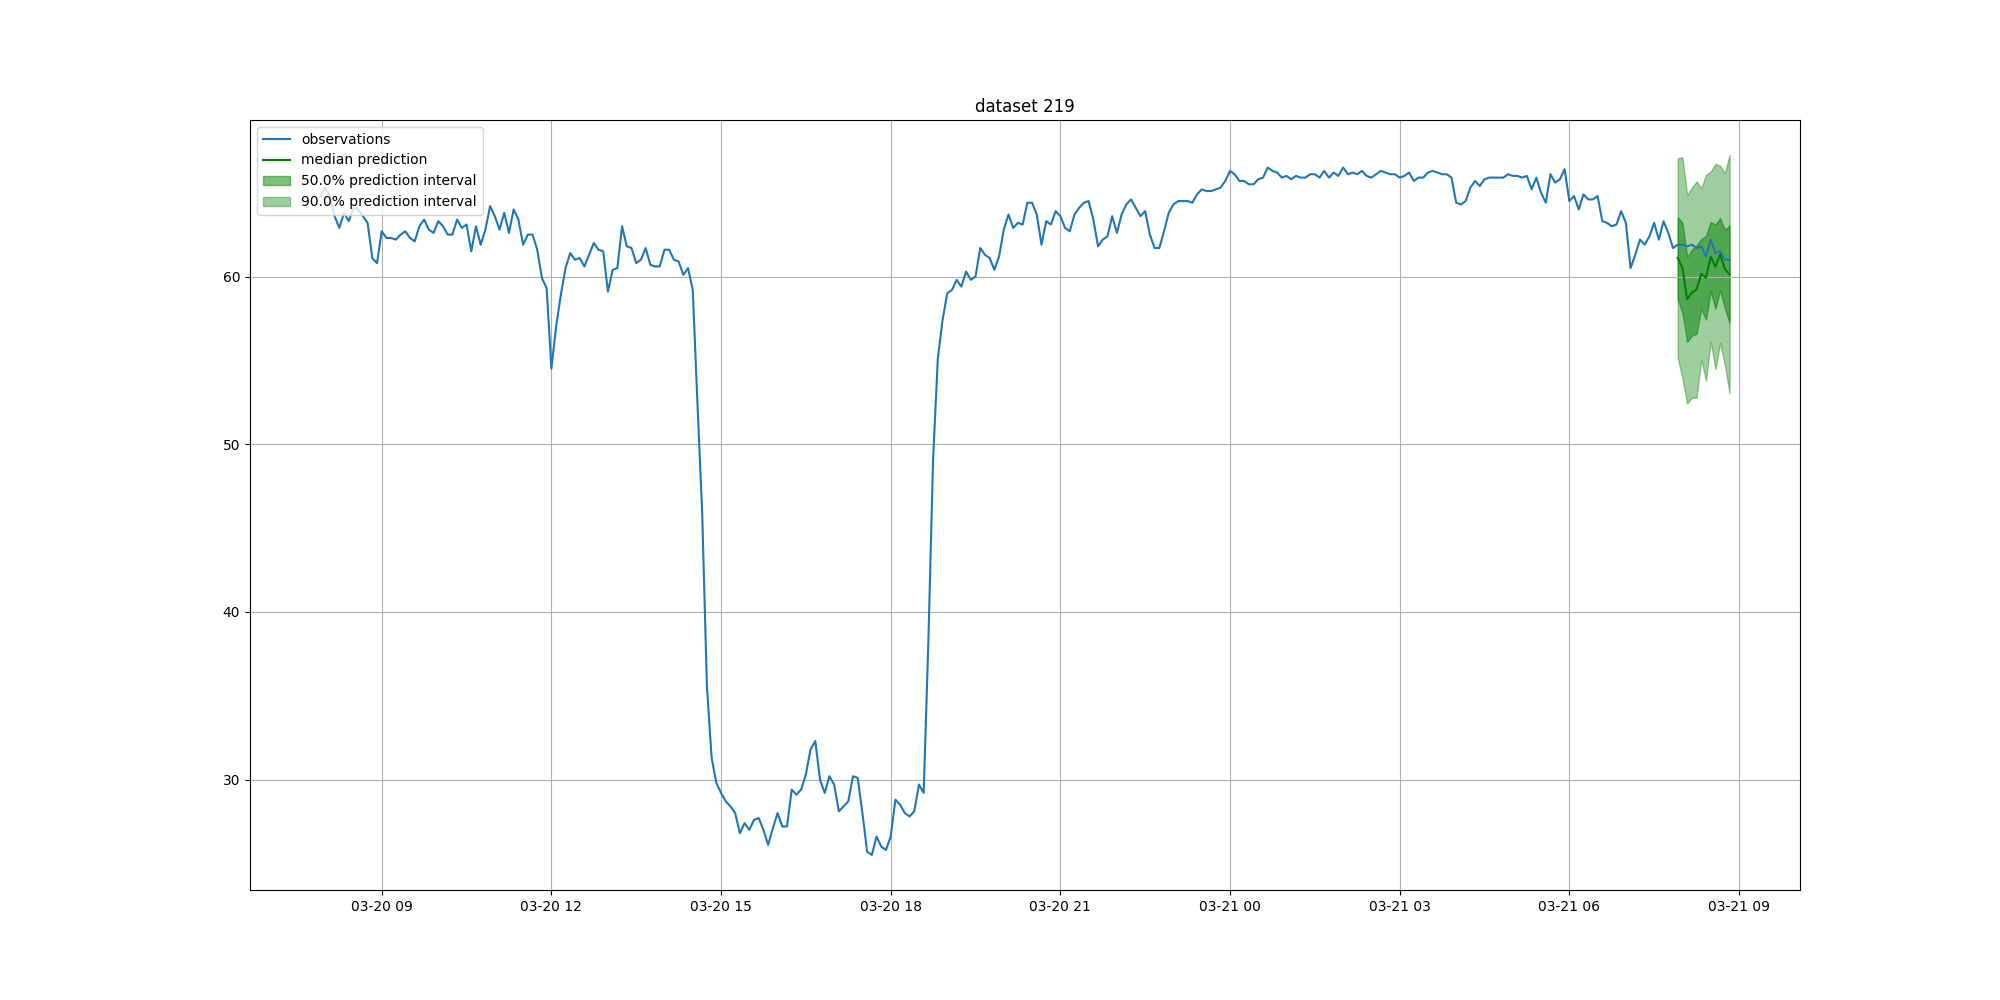 dataset 219
observations
median prediction
50.0% prediction interval
90.0% prediction interval
60
50
40
30
03-20 09
03-20 12
03-20 15
03-20 18
03-20 21
03-21 00
03-21 03
03-21 06
03-21 09